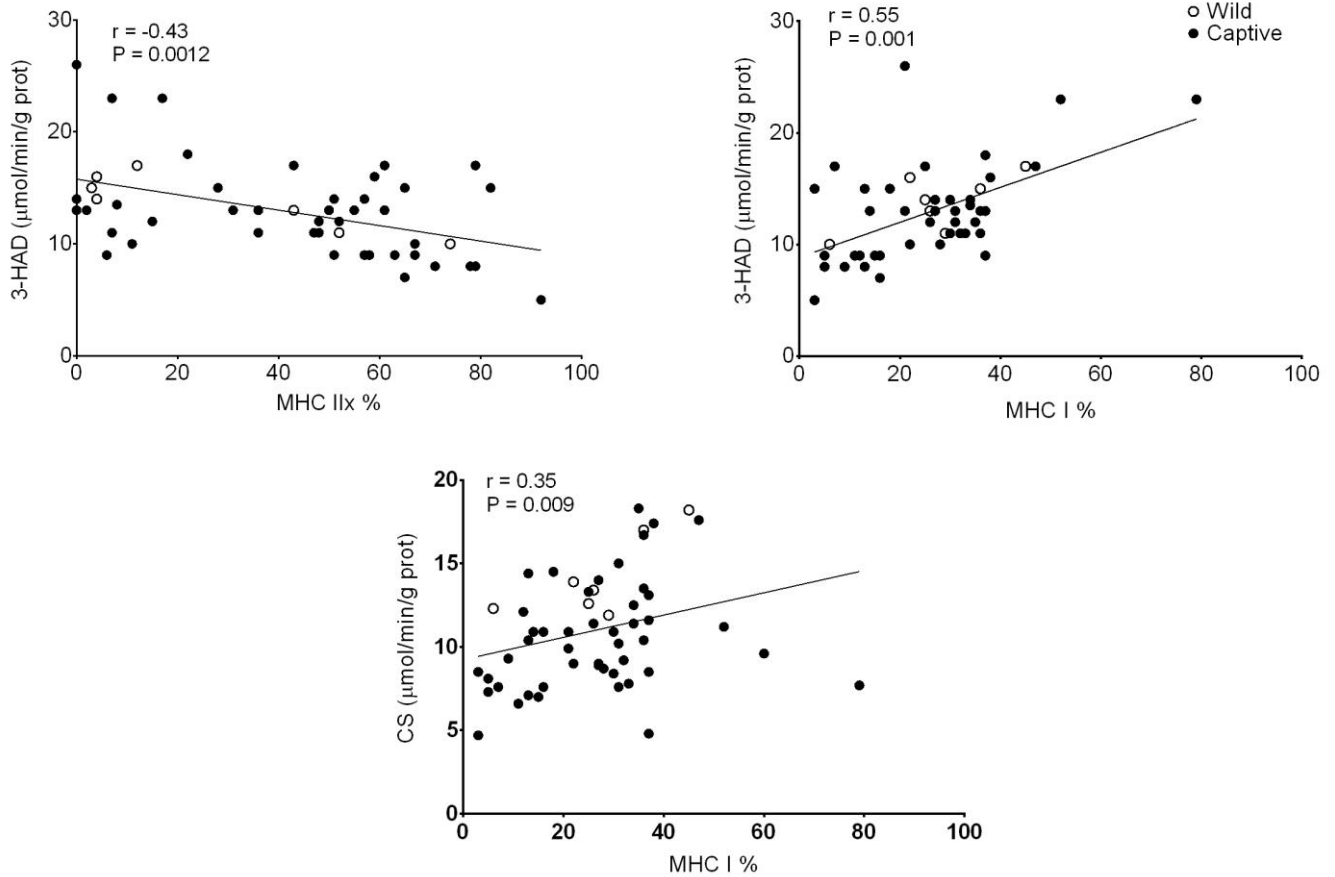 r = -0.43
P = 0.0012
30
20
10
0
3-HAD (μmol/min/g prot)
0 20 40 60 80 100
MHC IIx %
r = 0.55
P = 0.001
Wild
Captive
30
20
10
0
3-HAD (μmol/min/g prot)
0 20 40 60 80 100
MHC I %
r = 0.35
P = 0.009
20
15
10
5
0
CS (μmol/min/g prot)
0 20 40 60 80 100
MHC I %